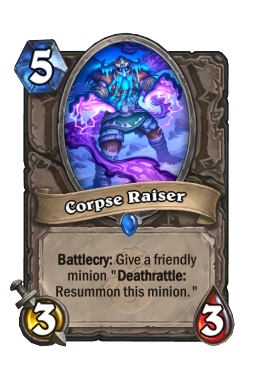 5
Corpse Raiser
Battlecry: Give a friendly
minion "Deathrattle:
Resummon this minion."
3
3